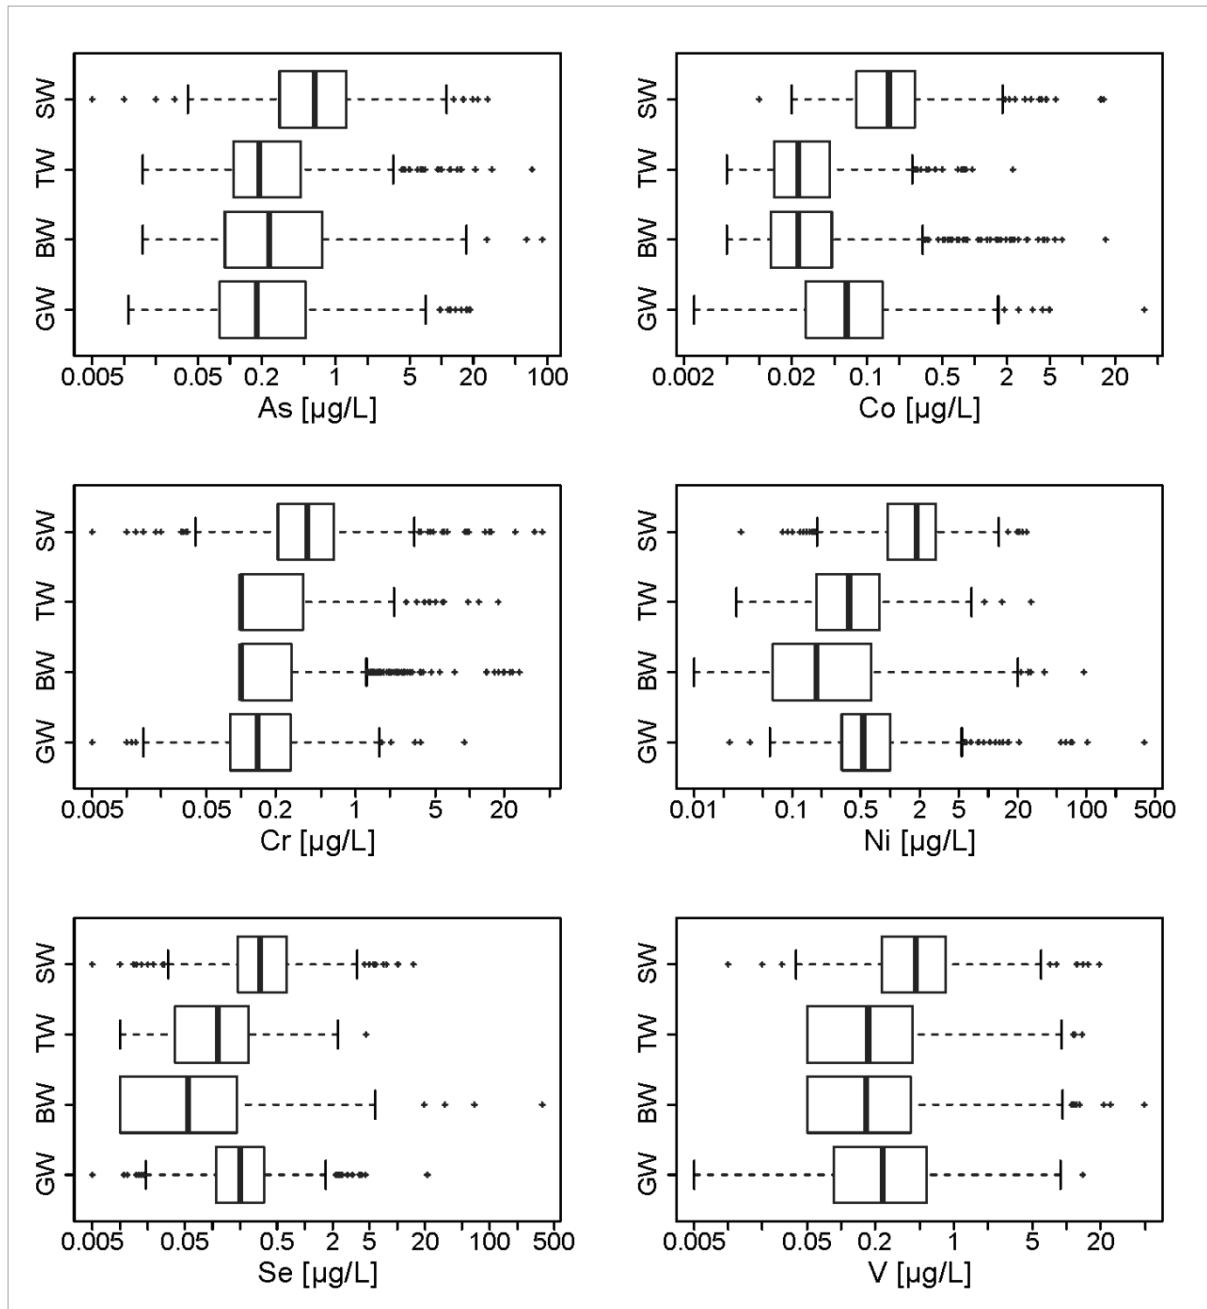 SW
TW
BW
GW
0.005 0.05 0.2 1 5 20 100
As [µg/L]
SW
TW
BW
GW
0.002 0.02 0.1 0.5 2 5 20
Co [µg/L]
SW
TW
BW
GW
0.005 0.05 0.2 1 5 20
Cr [µg/L]
SW
TW
BW
GW
0.01 0.1 0.5 2 5 20 100 500
Ni [µg/L]
SW
TW
BW
GW
0.005 0.05 0.5 2 5 20 100 500
Se [µg/L]
SW
TW
BW
GW
0.005 0.05 0.2 1 5 20
V [µg/L]